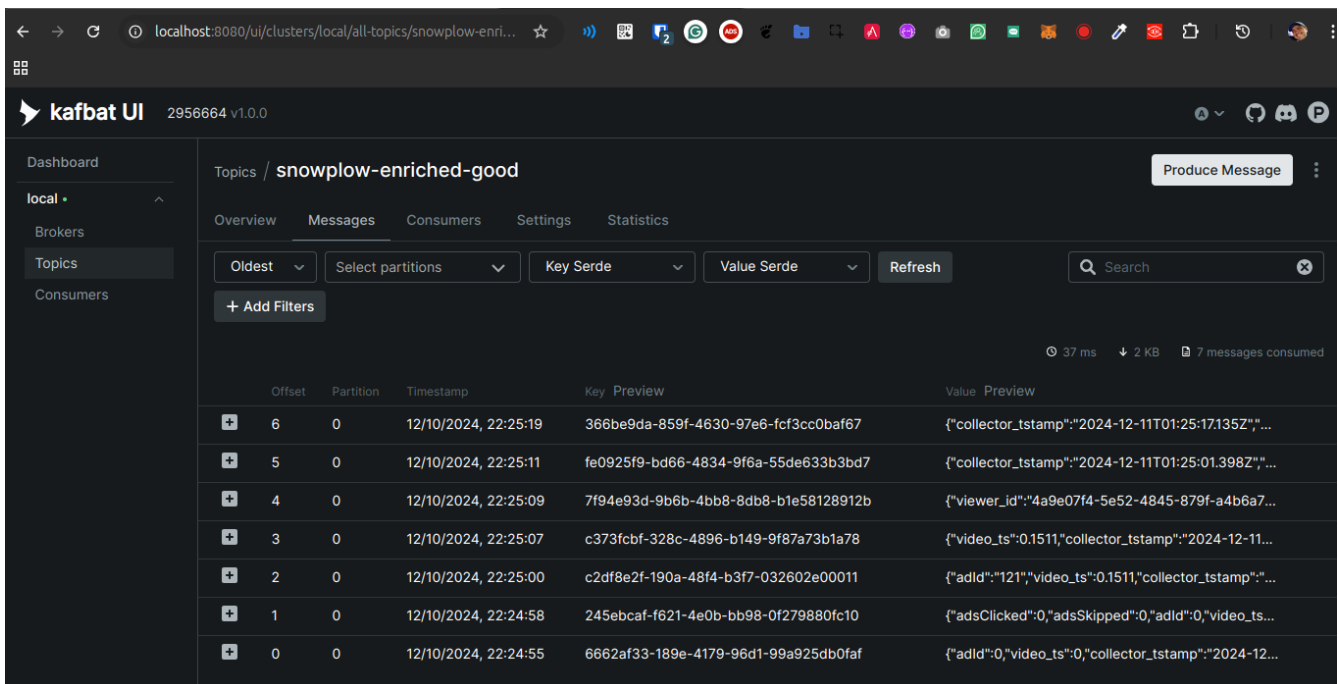 localhost:8080/ui/clusters/local/all-topics/snowplow-enri...
2
ADS
kafbat UI 2956664 v1.0.0
A
P
Dashboard
local
Brokers
Topics
Consumers
Topics / snowplow-enriched-good
Produce Message
Overview Messages Consumers Settings Statistics
Oldest Select partitions Key Serde Value Serde Refresh Search
+ Add Filters
37 ms 2 KB 7 messages consumed
Offset Partition Timestamp Key Preview Value Preview
6 0 12/10/2024, 22:25:19 366be9da-859f-4630-97e6-fcf3cc0baf67 {"collector_tstamp":"2024-12-11T01:25:17.135Z","...
5 0 12/10/2024, 22:25:11 fe0925f9-bd66-4834-9f6a-55de633b3bd7 {"collector_tstamp":"2024-12-11T01:25:01.398Z","...
4 0 12/10/2024, 22:25:09 7f94e93d-9b6b-4bb8-8db8-b1e58128912b {"viewer_id":"4a9e07f4-5e52-4845-879f-a4b6a7...
3 0 12/10/2024, 22:25:07 c373fcbf-328c-4896-b149-9f87a73b1a78 {"video_ts":0.1511,"collector_tstamp":"2024-12-11...
2 0 12/10/2024, 22:25:00 c2df8e2f-190a-48f4-b3f7-032602e00011 {"adId":"121","video_ts":0.1511,"collector_tstamp":"...
1 0 12/10/2024, 22:24:58 245ebcaf-f621-4e0b-bb98-0f279880fc10 {"adsClicked":0,"adsSkipped":0,"adId":0,"video_ts...
0 0 12/10/2024, 22:24:55 6662af33-189e-4179-96d1-99a925db0faf {"adId":0,"video_ts":0,"collector_tstamp":"2024-12...